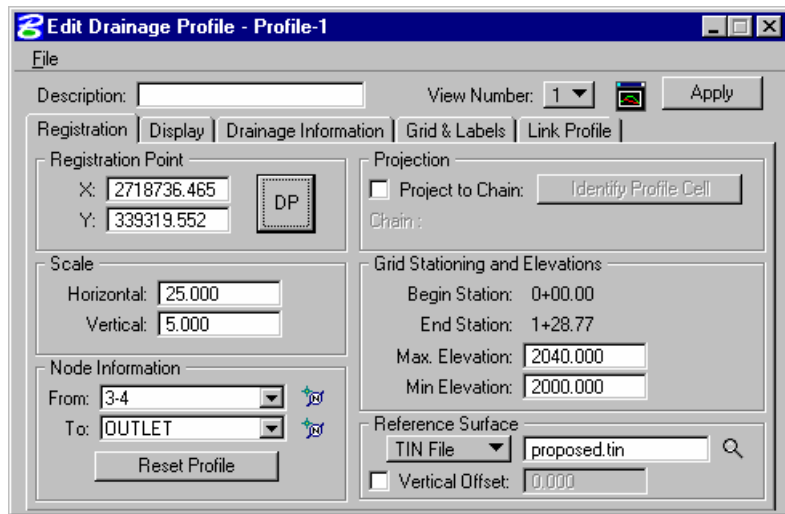 Edit Drainage Profile - Profile-1
File
Description: View Number: 1 Apply
Registration Display Drainage Information Grid & Labels Link Profile
Registration Point
X: 2718736.465
Y: 339319.552
DP
Projection
Project to Chain: Identify Profile Cell
Chain :
Scale
Horizontal: 25.000
Vertical: 5.000
Grid Stationing and Elevations
Begin Station: 0+00.00
End Station: 1+28.77
Max. Elevation: 2040.000
Min Elevation: 2000.000
Node Information
From: 3-4
To: OUTLET
Reset Profile
Reference Surface
TIN File proposed.tin
Vertical Offset: 0.000